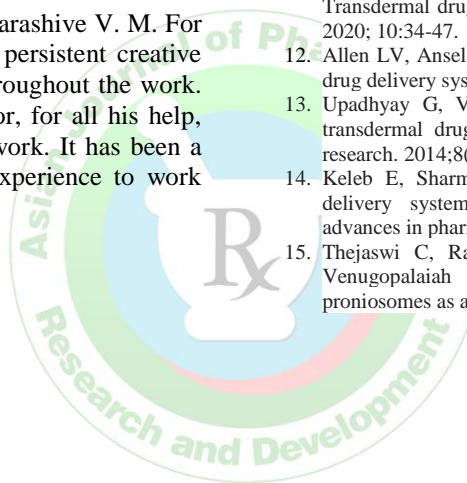 arashive V. M. For
persistent creative
roughout the work.
or, for all his help,
work. It has been a
xperience to work
Transdermal dru
2020; 10:34-47.
12. Allen LV, Ansel
drug delivery sys
13. Upadhyay G, V
transdermal drug
research. 2014;8(
14. Keleb E, Sharm
delivery system
advances in phar
15. Thejaswi C, Ra
Venugopalaiah
proniosomes as a
Asian Journal of Pha
Rx
Research and Development